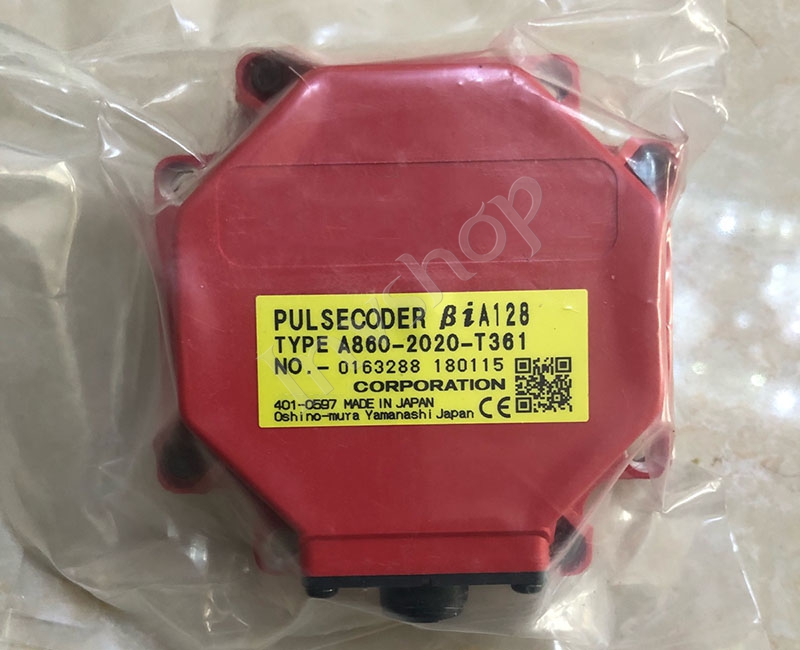 PULSECODER βiA128
TYPE A860-2020-T361
NO.- 0163288 180115
CORPORATION
401-0597 MADE IN JAPAN
Oshino-mura Yamanashi Japan CE